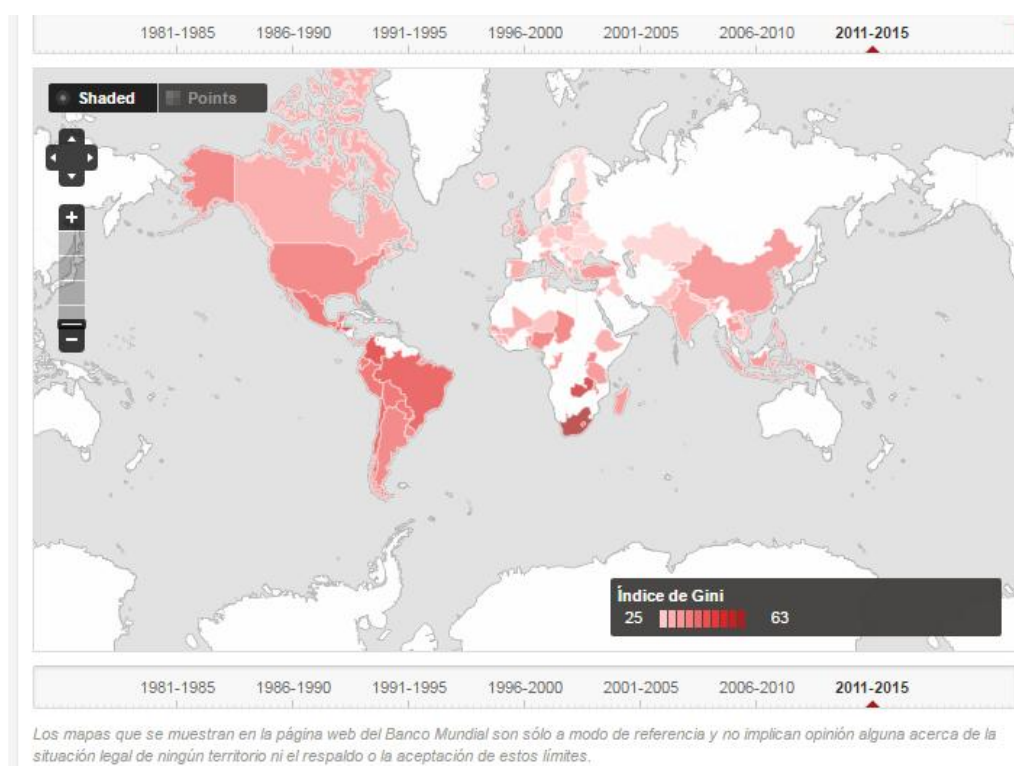 1981-1985 1986-1990 1991-1995 1996-2000 2001-2005 2006-2010 2011-2015
Shaded Points
+
−
Índice de Gini
25 63
1981-1985 1986-1990 1991-1995 1996-2000 2001-2005 2006-2010 2011-2015
Los mapas que se muestran en la página web del Banco Mundial son sólo a modo de referencia y no implican opinión alguna acerca de la
situación legal de ningún territorio ni el respaldo o la aceptación de estos límites.